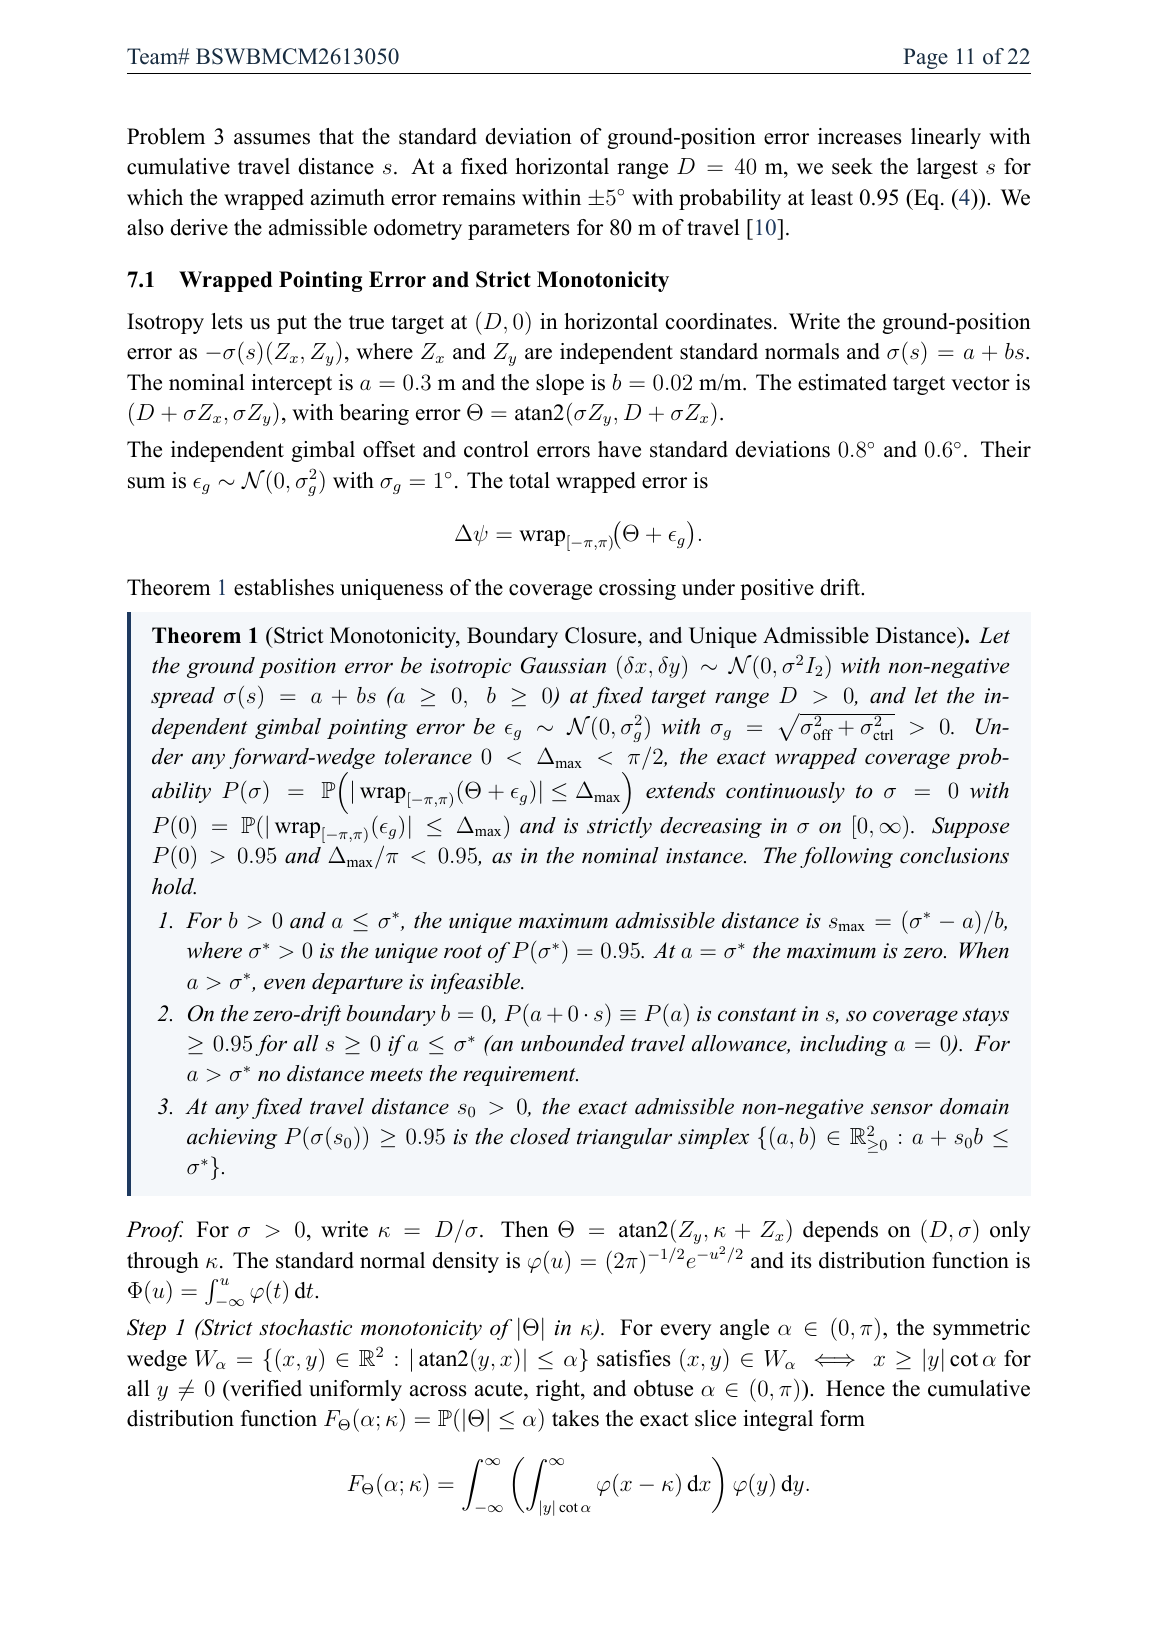 Team# BSWBMCM2613050 Page 11 of 22
Problem 3 assumes that the standard deviation of ground-position error increases linearly with
cumulative travel distance s. At a fixed horizontal range D = 40 m, we seek the largest s for
which the wrapped azimuth error remains within ±5° with probability at least 0.95 (Eq. (4)). We
also derive the admissible odometry parameters for 80 m of travel [10].
7.1 Wrapped Pointing Error and Strict Monotonicity
Isotropy lets us put the true target at (D, 0) in horizontal coordinates. Write the ground-position
error as −σ(s)(Z_x, Z_y), where Z_x and Z_y are independent standard normals and σ(s) = a + bs.
The nominal intercept is a = 0.3 m and the slope is b = 0.02 m/m. The estimated target vector is
(D + σZ_x, σZ_y), with bearing error Θ = atan2(σZ_y, D + σZ_x).
The independent gimbal offset and control errors have standard deviations 0.8° and 0.6°. Their
sum is ϵ_g ∼ N(0, σ_g^2) with σ_g = 1°. The total wrapped error is
Δψ = wrap_[−π,π)(Θ + ϵ_g).
Theorem 1 establishes uniqueness of the coverage crossing under positive drift.
Theorem 1 (Strict Monotonicity, Boundary Closure, and Unique Admissible Distance). Let
the ground position error be isotropic Gaussian (δx, δy) ∼ N(0, σ^2 I_2) with non-negative
spread σ(s) = a + bs (a ≥ 0, b ≥ 0) at fixed target range D > 0, and let the in-
dependent gimbal pointing error be ϵ_g ∼ N(0, σ_g^2) with σ_g = √(σ_off^2 + σ_ctrl^2) > 0. Un-
der any forward-wedge tolerance 0 < Δ_max < π/2, the exact wrapped coverage prob-
ability P(σ) = ℙ(| wrap_[−π,π)(Θ + ϵ_g)| ≤ Δ_max) extends continuously to σ = 0 with
P(0) = ℙ(| wrap_[−π,π)(ϵ_g)| ≤ Δ_max) and is strictly decreasing in σ on [0, ∞). Suppose
P(0) > 0.95 and Δ_max/π < 0.95, as in the nominal instance. The following conclusions
hold.
1. For b > 0 and a ≤ σ*, the unique maximum admissible distance is s_max = (σ* − a)/b,
where σ* > 0 is the unique root of P(σ*) = 0.95. At a = σ* the maximum is zero. When
a > σ*, even departure is infeasible.
2. On the zero-drift boundary b = 0, P(a + 0 · s) ≡ P(a) is constant in s, so coverage stays
≥ 0.95 for all s ≥ 0 if a ≤ σ* (an unbounded travel allowance, including a = 0). For
a > σ* no distance meets the requirement.
3. At any fixed travel distance s_0 > 0, the exact admissible non-negative sensor domain
achieving P(σ(s_0)) ≥ 0.95 is the closed triangular simplex {(a, b) ∈ ℝ_≥0^2 : a + s_0b ≤
σ*}.
Proof. For σ > 0, write κ = D/σ. Then Θ = atan2(Z_y, κ + Z_x) depends on (D, σ) only
through κ. The standard normal density is φ(u) = (2π)^{−1/2}e^{−u^2/2} and its distribution function is
Φ(u) = ∫_{−∞}^u φ(t) dt.
Step 1 (Strict stochastic monotonicity of |Θ| in κ). For every angle α ∈ (0, π), the symmetric
wedge W_α = {(x, y) ∈ ℝ^2 : | atan2(y, x)| ≤ α} satisfies (x, y) ∈ W_α ⟺ x ≥ |y| cot α for
all y ≠ 0 (verified uniformly across acute, right, and obtuse α ∈ (0, π)). Hence the cumulative
distribution function F_Θ(α; κ) = ℙ(|Θ| ≤ α) takes the exact slice integral form
F_Θ(α; κ) = ∫_{−∞}^∞ (∫_{|y| cot α}^∞ φ(x − κ) dx) φ(y) dy.